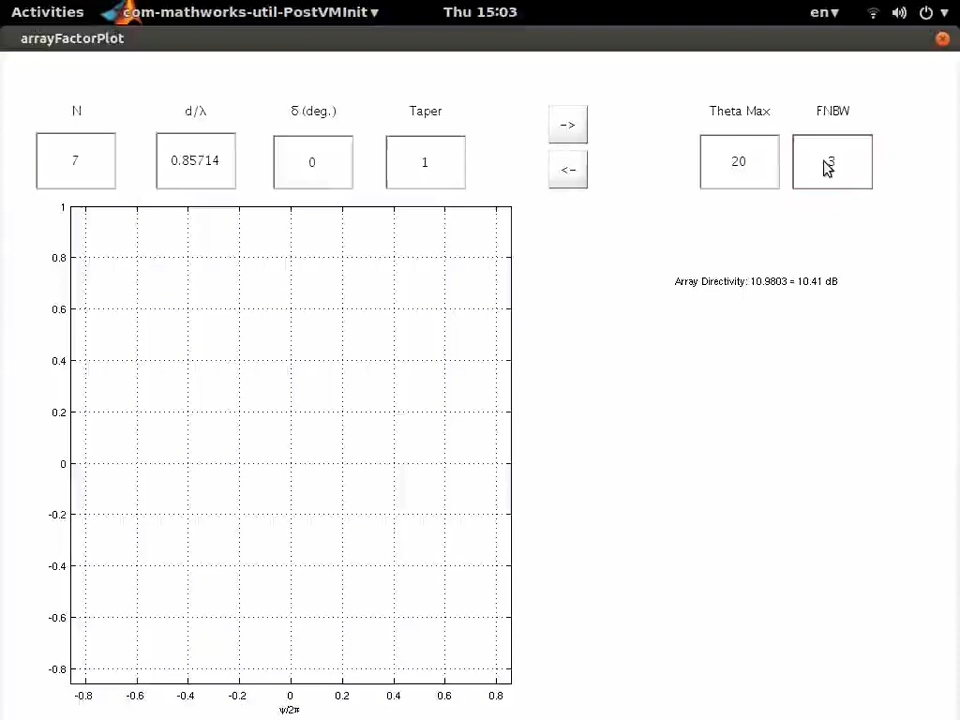 Activities com-mathworks-util-PostVMInit ▾ Thu 15:03 en ▾
arrayFactorPlot
N d/λ δ (deg.) Taper -> Theta Max FNBW
7 0.85714 0 1 <- 20 3
Array Directivity: 10.9803 = 10.41 dB
1
0.8
0.6
0.4
0.2
0
-0.2
-0.4
-0.6
-0.8
-0.8 -0.6 -0.4 -0.2 0 0.2 0.4 0.6 0.8
ψ/2π